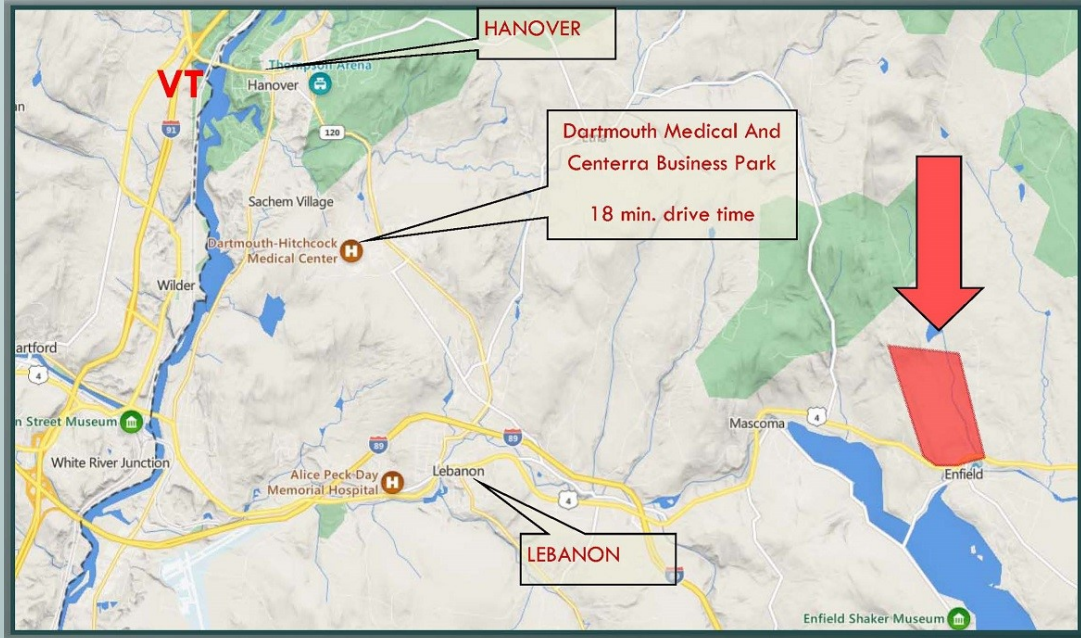 HANOVER
Thompson Arena
Hanover
VT
91
120
Dartmouth Medical And
Centerra Business Park
18 min. drive time
Sachem Village
Dartmouth-Hitchcock
Medical Center
H
Wilder
artford
4
n Street Museum
White River Junction
89
89
Alice Peck Day
Memorial Hospital
H
Lebanon
4
Mascoma
4
Enfield
LEBANON
Enfield Shaker Museum